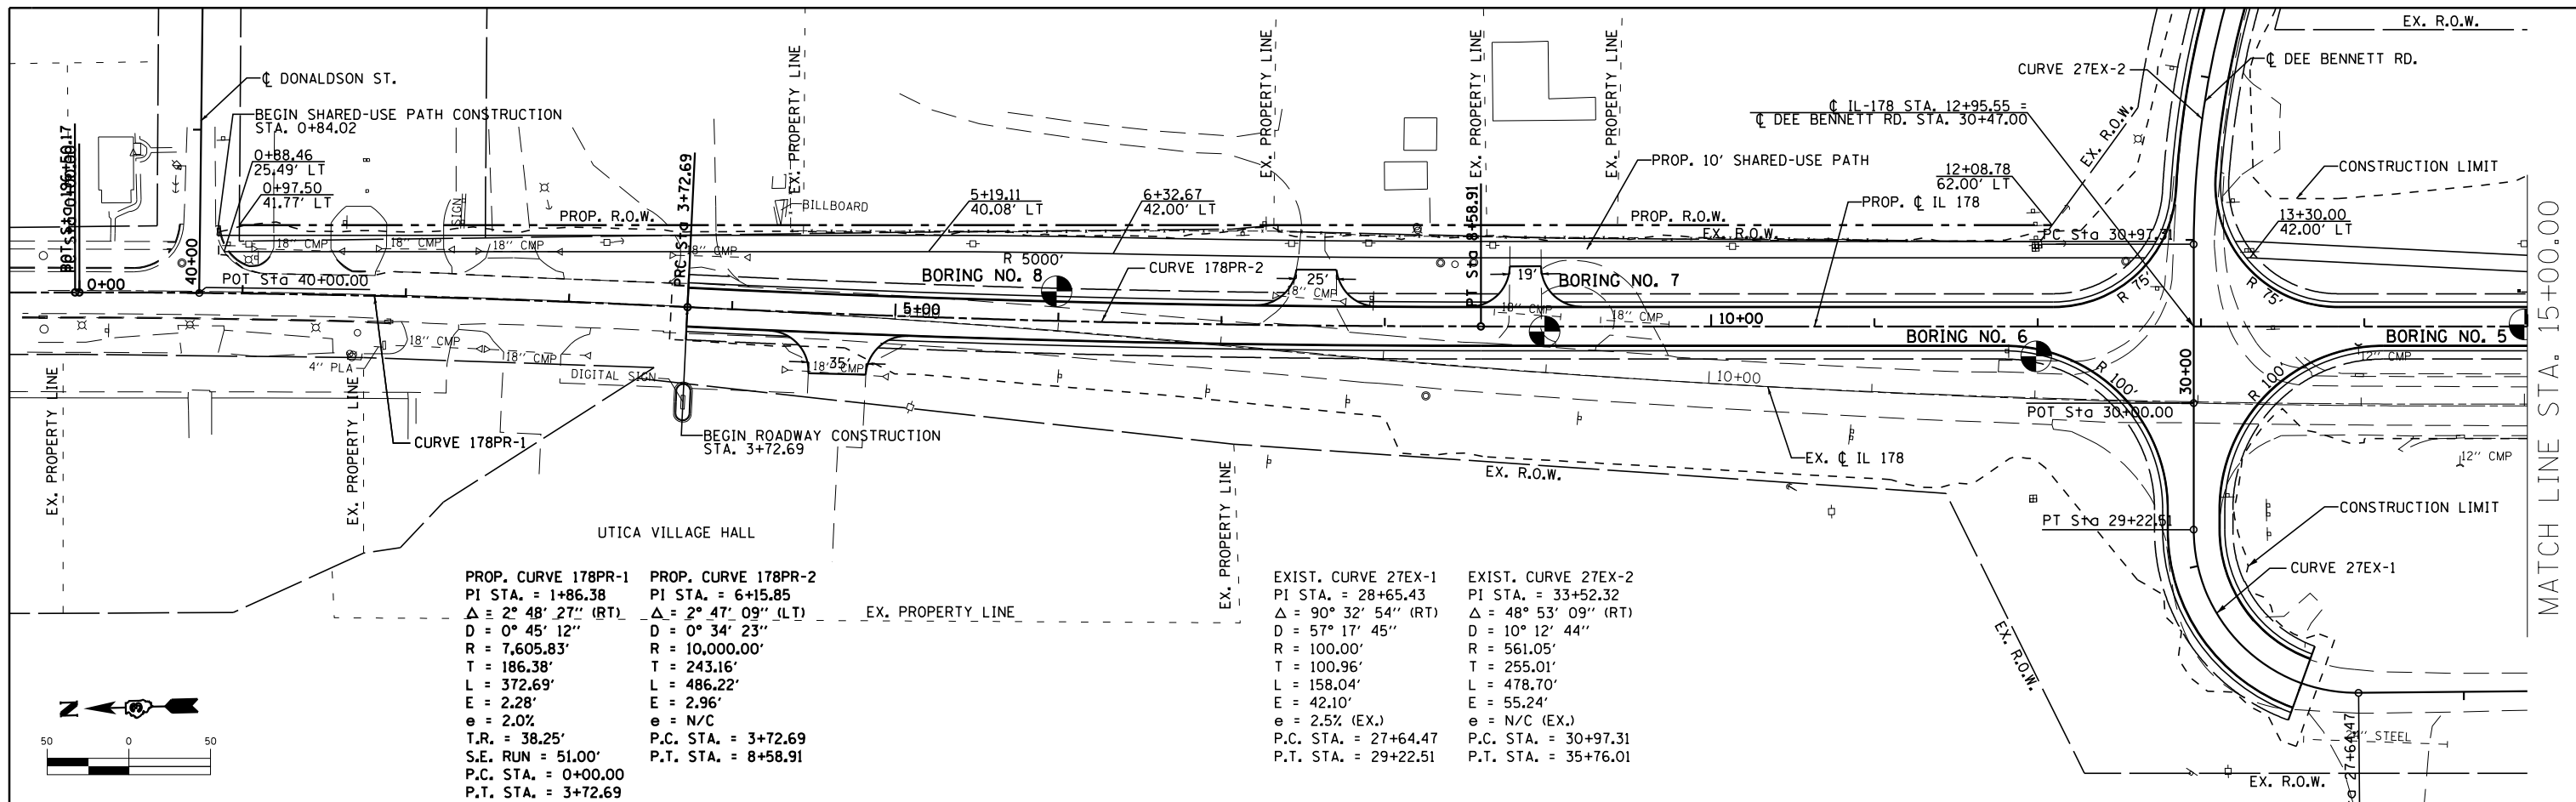 EX. R.O.W.
℄ DONALDSON ST.
BEGIN SHARED-USE PATH CONSTRUCTION
STA. 0+84.02
0+88.46
25.49' LT
0+97.50
41.77' LT
EX. PROPERTY LINE
EX. PROPERTY LINE
EX. PROPERTY LINE
EX. PROPERTY LINE
CURVE 27EX-2
℄ DEE BENNETT RD.
℄ IL-178 STA. 12+95.55 =
℄ DEE BENNETT RD. STA. 30+47.00
EX. R.O.W.
PROP. 10' SHARED-USE PATH
CONSTRUCTION LIMIT
12+08.78
62.00' LT
PRC Sta 3+72.69
SIGN
BILLBOARD
5+19.11
40.08' LT
6+32.67
42.00' LT
PT Sta 8+58.91
PROP. ℄ IL 178
13+30.00
42.00' LT
PROP. R.O.W.
PROP. R.O.W.
EX. R.O.W.
PC Sta 30+97.31
18'' CMP
18'' CMP
18'' CMP
18'' CMP
R 5000'
CURVE 178PR-2
BORING NO. 8
BORING NO. 7
25'
19'
18'' CMP
R 75'
R 75'
0+00
40+00
POT Sta 40+00.00
5+00
18'' CMP
18'' CMP
10+00
BORING NO. 6
BORING NO. 5
MATCH LINE STA. 15+00.00
18'' CMP
18'' CMP
4'' PLA
DIGITAL SIGN
18'' CMP
35'
10+00
R 100'
R 100'
30+00
12'' CMP
POT Sta 30+00.00
EX. PROPERTY LINE
EX. PROPERTY LINE
CURVE 178PR-1
BEGIN ROADWAY CONSTRUCTION
STA. 3+72.69
EX. ℄ IL 178
12'' CMP
EX. R.O.W.
EX. PROPERTY LINE
CONSTRUCTION LIMIT
PT Sta 29+22.51
UTICA VILLAGE HALL
CURVE 27EX-1
PROP. CURVE 178PR-1
PI STA. = 1+86.38
Δ = 2° 48' 27'' (RT)
D = 0° 45' 12''
R = 7,605.83'
T = 186.38'
L = 372.69'
E = 2.28'
e = 2.0%
T.R. = 38.25'
S.E. RUN = 51.00'
P.C. STA. = 0+00.00
P.T. STA. = 3+72.69
PROP. CURVE 178PR-2
PI STA. = 6+15.85
Δ = 2° 47' 09'' (LT)
D = 0° 34' 23''
R = 10,000.00'
T = 243.16'
L = 486.22'
E = 2.96'
e = N/C
P.C. STA. = 3+72.69
P.T. STA. = 8+58.91
EX. PROPERTY LINE
EXIST. CURVE 27EX-1
PI STA. = 28+65.43
Δ = 90° 32' 54'' (RT)
D = 57° 17' 45''
R = 100.00'
T = 100.96'
L = 158.04'
E = 42.10'
e = 2.5% (EX.)
P.C. STA. = 27+64.47
P.T. STA. = 29+22.51
EXIST. CURVE 27EX-2
PI STA. = 33+52.32
Δ = 48° 53' 09'' (RT)
D = 10° 12' 44''
R = 561.05'
T = 255.01'
L = 478.70'
E = 55.24'
e = N/C (EX.)
P.C. STA. = 30+97.31
P.T. STA. = 35+76.01
EX. R.O.W.
N
3
50 0 50
STEEL
27+64.47
EX. R.O.W.